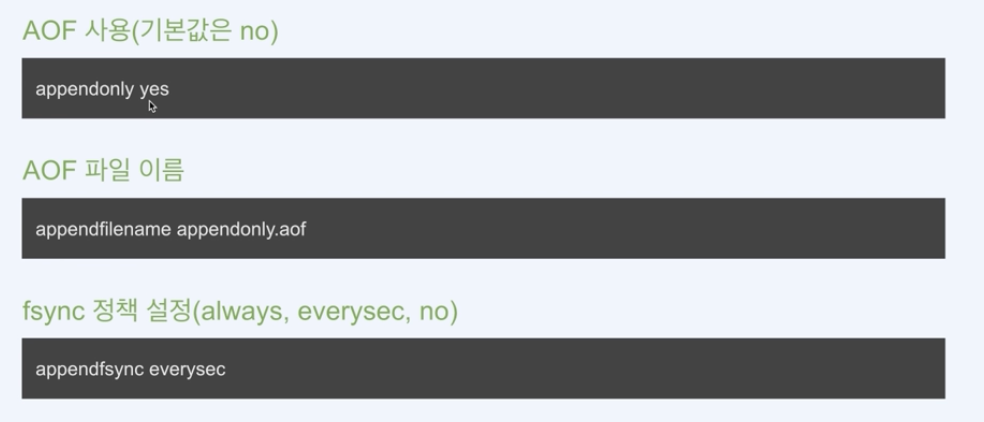 AOF 사용(기본값은 no)
appendonly yes
AOF 파일 이름
appendfilename appendonly.aof
fsync 정책 설정(always, everysec, no)
appendfsync everysec